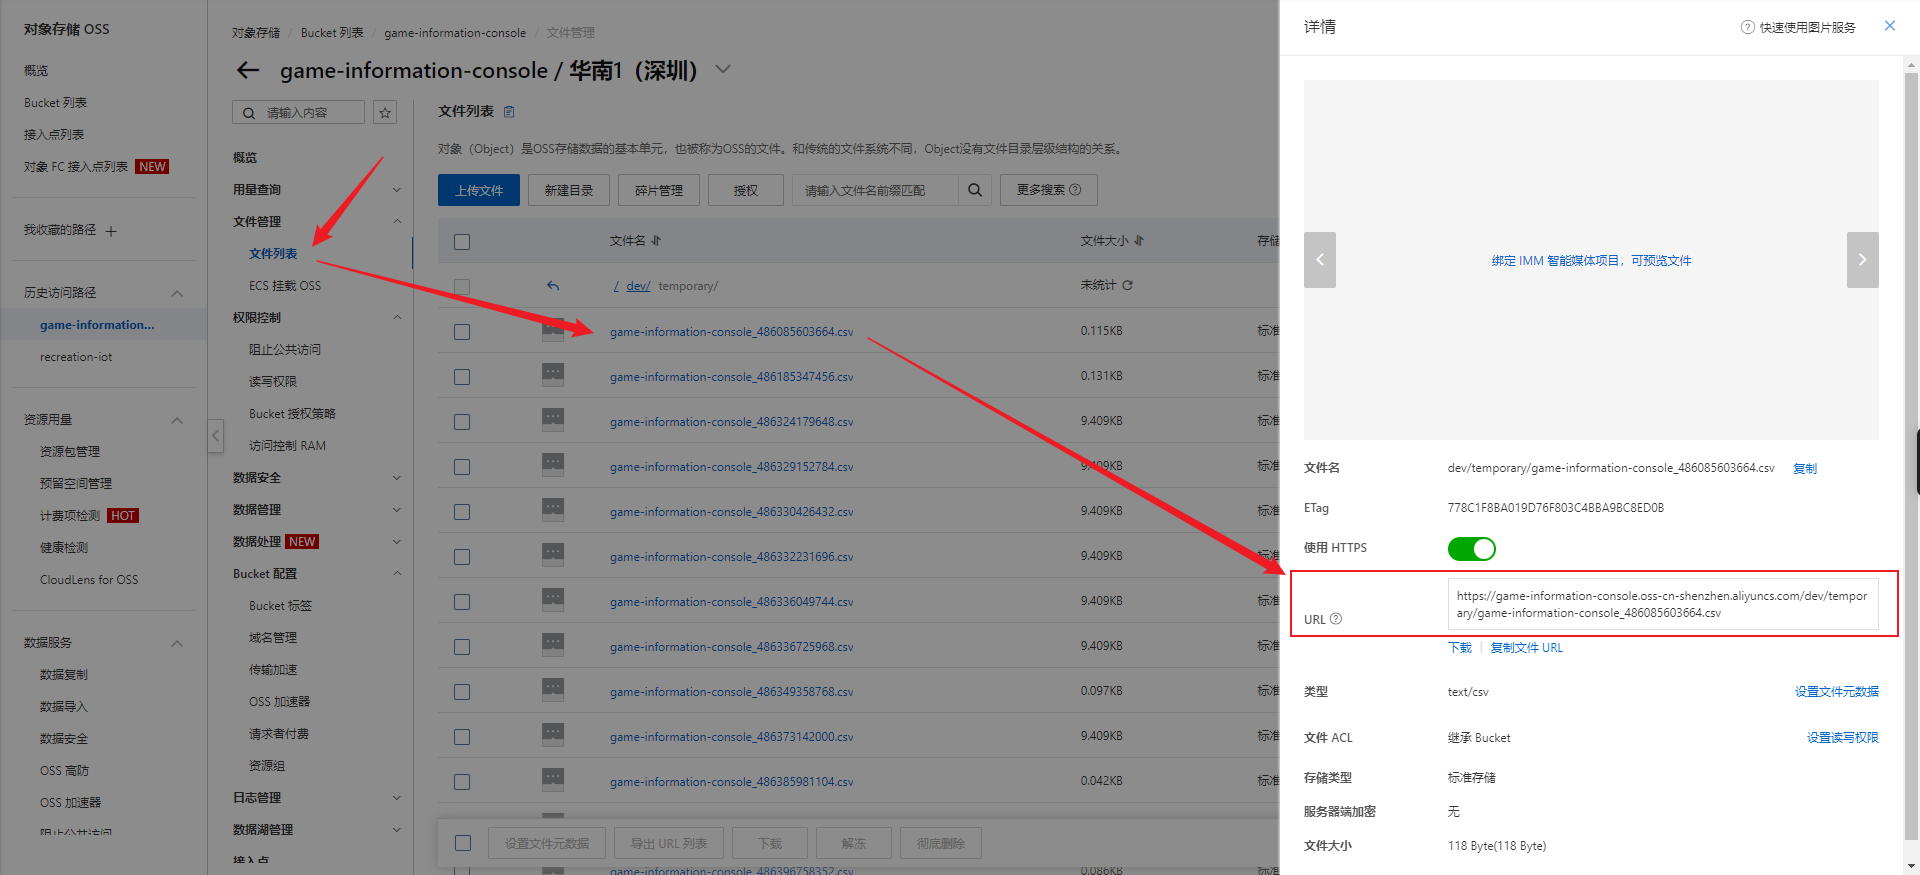 对象存储 OSS
概览
Bucket 列表
接入点列表
对象 FC 接入点列表 NEW
我收藏的路径
历史访问路径
game-information...
recreation-iot
资源用量
资源包管理
预留空间管理
计费项检测 HOT
健康检测
CloudLens for OSS
数据服务
数据复制
数据导入
数据安全
OSS 高防
OSS 加速器
阻止公共访问
对象存储 / Bucket 列表 / game-information-console / 文件管理
game-information-console / 华南1（深圳）
请输入内容
概览
用量查询
文件管理
文件列表
ECS 挂载 OSS
权限控制
阻止公共访问
读写权限
Bucket 授权策略
访问控制 RAM
数据安全
数据管理
数据处理 NEW
Bucket 配置
Bucket 标签
域名管理
传输加速
OSS 加速器
请求者付费
资源组
日志管理
数据湖管理
接入点
文件列表
对象（Object）是OSS存储数据的基本单元，也被称为OSS的文件。和传统的文件系统不同，Object没有文件目录层级结构的关系。
上传文件 新建目录 碎片管理 授权 请输入文件名前缀匹配 更多搜索
文件名 文件大小 存储
/ dev/ temporary/ 未统计
game-information-console_486085603664.csv 0.115KB 标准
game-information-console_486185347456.csv 0.131KB 标准
game-information-console_486324179648.csv 9.409KB 标准
game-information-console_486329152784.csv 9.409KB 标准
game-information-console_486330426432.csv 9.409KB 标准
game-information-console_486332231696.csv 9.409KB 标准
game-information-console_486336049744.csv 9.409KB 标准
game-information-console_486336725968.csv 9.409KB 标准
game-information-console_486349358768.csv 0.097KB 标准
game-information-console_486373142000.csv 9.409KB 标准
game-information-console_486385981104.csv 0.042KB 标准
设置文件元数据 导出 URL 列表 下载 解冻 彻底删除
game-information-console_486396758352.csv 0.086KB 标准
详情
快速使用图片服务
绑定 IMM 智能媒体项目，可预览文件
文件名 dev/temporary/game-information-console_486085603664.csv 复制
ETag 778C1F8BA019D76F803C4BBA9BC8ED0B
使用 HTTPS
URL https://game-information-console.oss-cn-shenzhen.aliyuncs.com/dev/tempor
ary/game-information-console_486085603664.csv
下载 | 复制文件 URL
类型 text/csv 设置文件元数据
文件 ACL 继承 Bucket 设置读写权限
存储类型 标准存储
服务器端加密 无
文件大小 118 Byte(118 Byte)